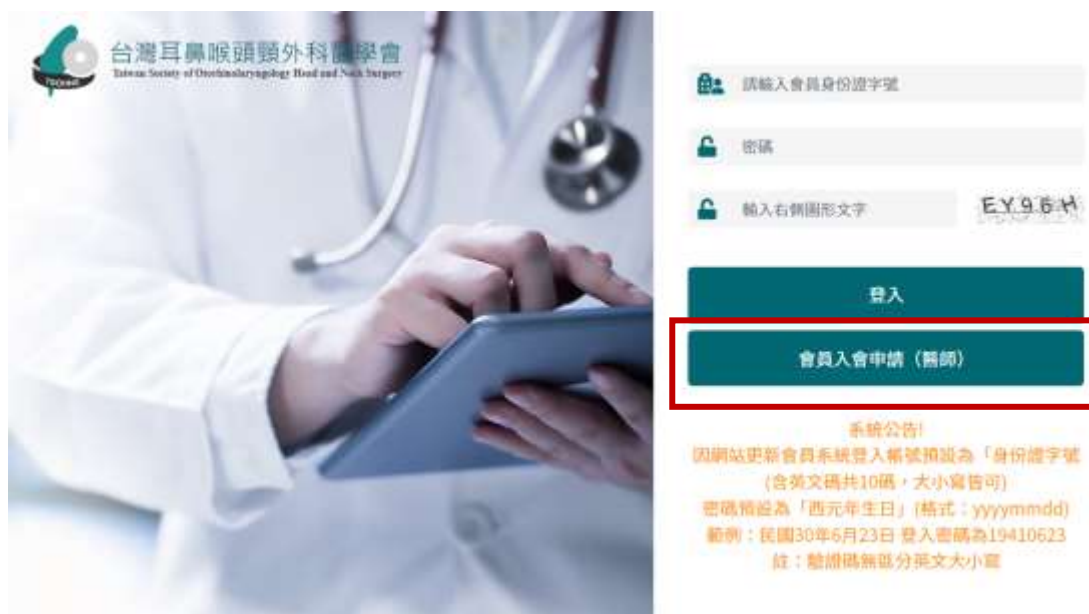 台灣耳鼻喉頭頸外科醫學會
Taiwan Society of Otorhinolaryngology Head and Neck Surgery
請輸入會員身份證字號
密碼
輸入右側圖形文字
EY96H
登入
會員入會申請（醫師）
系統公告!
因網站更新會員系統登入帳號預設為「身份證字號
(含英文碼共10碼，大小寫皆可)
密碼預設為「西元年生日」(格式：yyyymmdd)
範例：民國30年6月23日 登入密碼為19410623
註：驗證碼無區分英文大小寫